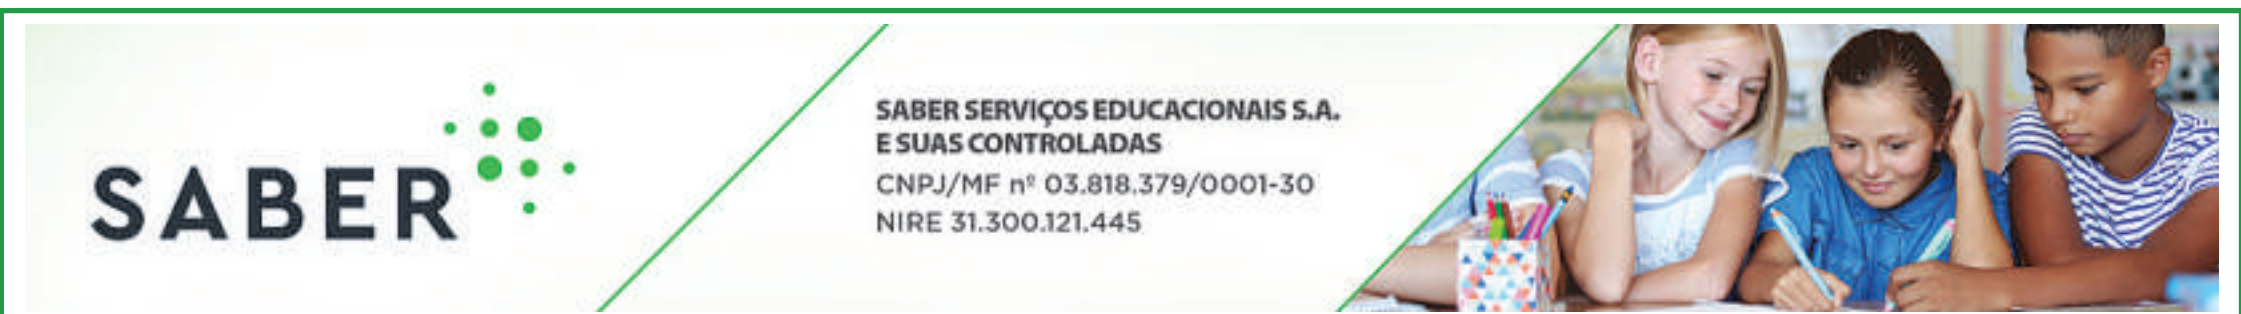 SABER
SABER SERVIÇOS EDUCACIONAIS S.A.
E SUAS CONTROLADAS
CNPJ/MF nº 03.818.379/0001-30
NIRE 31.300.121.445